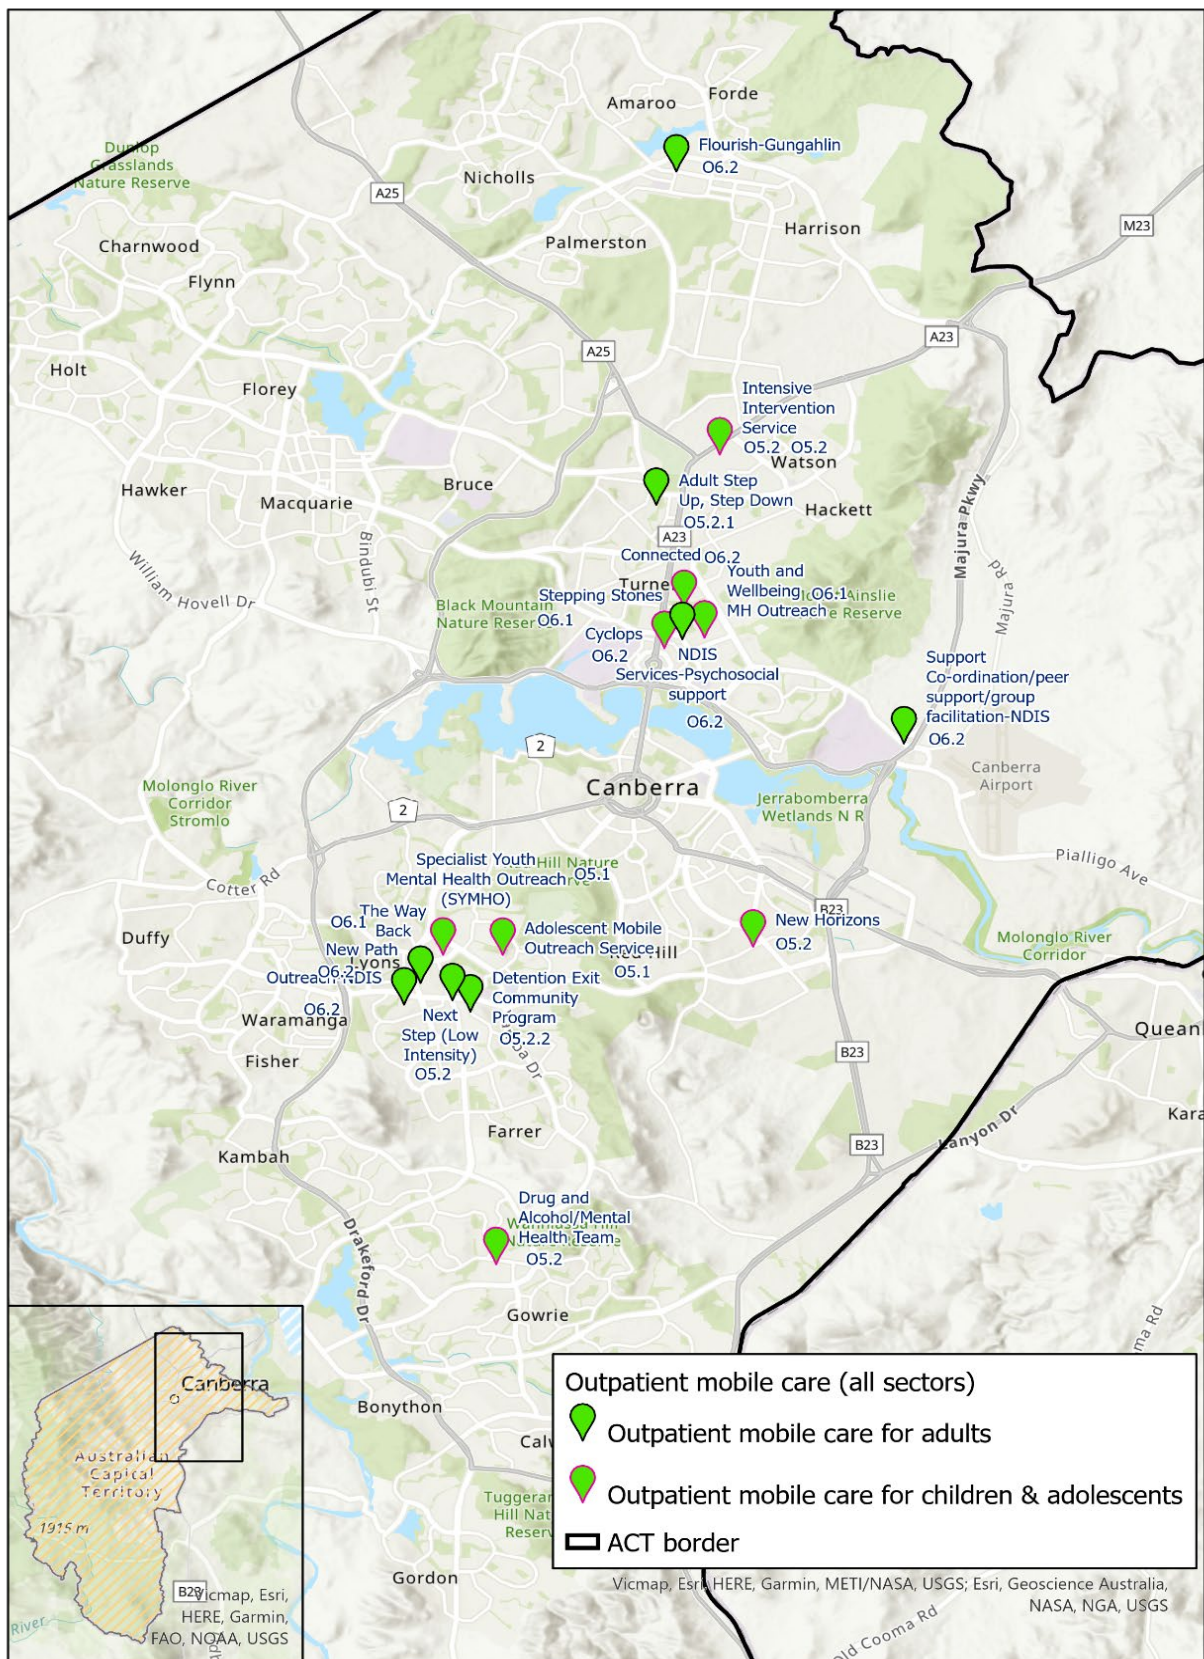 Amaroo
Forde
Dunlop
Grasslands
Nature Reserve
Flourish-Gungahlin
O6.2
Nicholls
A25
Harrison
M23
Charnwood
Palmerston
Flynn
A23
A25
Holt
Florey
Intensive
Intervention
Service
O5.2 O5.2
Watson
Hawker
Bruce
Macquarie
Adult Step
Up, Step Down
O5.2.1
Hackett
Majura Pkwy
Majura Rd
A23
Bindubi St
William Hovell Dr
Connected O6.2
Youth and
Wellbeing
MH Outreach
O6.1
Stepping Stones
O6.1
Black Mountain
Cyclops
O6.2
NDIS
Services-Psychosocial
support
O6.2
Support
Co-ordination/peer
support/group
facilitation-NDIS
O6.2
2
Canberra
Canberra
Airport
Molonglo River
Corridor
Stromlo
2
Jerrabomberra
Wetlands N R
Pialligo Ave
Cotter Rd
Specialist Youth
Mental Health Outreach
(SYMHO)
O5.1
B23
The Way
Back
O6.1
Adolescent Mobile
Outreach Service
O5.1
New Horizons
O5.2
Duffy
Molonglo River
Corridor
New Path
O6.2
Lyons
Outreach NDIS
O6.2
Detention Exit
Community
Program
O5.2.2
Waramanga
Next
Step (Low
Intensity)
O5.2
Fisher
B23
Farrer
Kambah
B23
Lanyon Dr
Drug and
Alcohol/Mental
Health Team
O5.2
Drakeford Dr
Gowrie
Canberra
Bonython
Australian
Capital
Territory
1915 m
Gordon
B23
River
Vicmap, Esri,
HERE, Garmin,
FAO, NOAA, USGS
Outpatient mobile care (all sectors)
Outpatient mobile care for adults
Outpatient mobile care for children & adolescents
ACT border
Vicmap, Esri, HERE, Garmin, METI/NASA, USGS; Esri, Geoscience Australia,
NASA, NGA, USGS
Old Cooma Rd